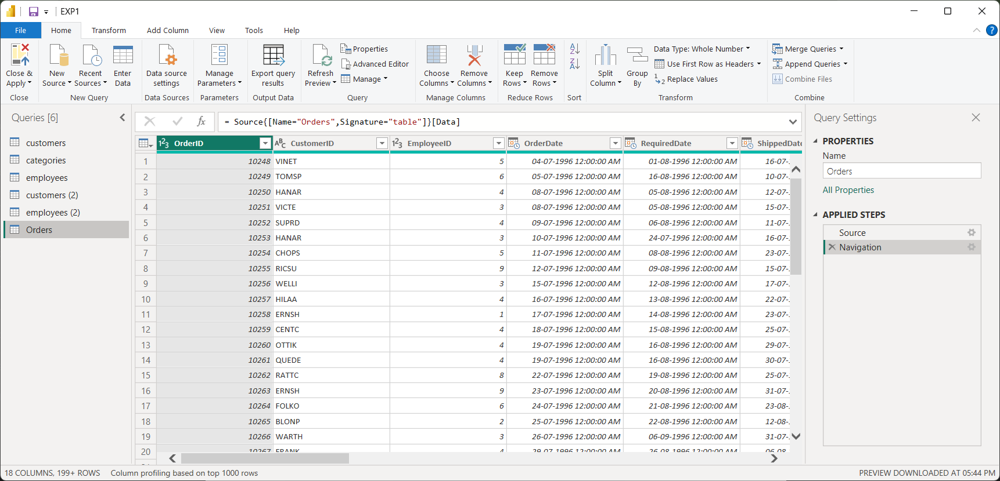 EXP1
File Home Transform Add Column View Tools Help
?
Close & Apply
New Source
Recent Sources
Enter Data
Data source settings
Manage Parameters
Export query results
Refresh Preview
Properties
Advanced Editor
Manage
Choose Columns
Remove Columns
Keep Rows
Remove Rows
A Z
Z A
Split Column
Group By
Data Type: Whole Number
Use First Row as Headers
1 2 Replace Values
Merge Queries
Append Queries
Combine Files
Close New Query Data Sources Parameters Output Data Query Manage Columns Reduce Rows Sort Transform Combine
Queries [6]
customers
categories
employees
customers (2)
employees (2)
Orders
fx = Source{[Name="Orders",Signature="table"]}[Data]
123 OrderID ABC CustomerID 123 EmployeeID OrderDate RequiredDate ShippedDate
1 10248 VINET 5 04-07-1996 12:00:00 AM 01-08-1996 12:00:00 AM 16-07-
2 10249 TOMSP 6 05-07-1996 12:00:00 AM 16-08-1996 12:00:00 AM 10-07-
3 10250 HANAR 4 08-07-1996 12:00:00 AM 05-08-1996 12:00:00 AM 12-07-
4 10251 VICTE 3 08-07-1996 12:00:00 AM 05-08-1996 12:00:00 AM 15-07-
5 10252 SUPRD 4 09-07-1996 12:00:00 AM 06-08-1996 12:00:00 AM 11-07-
6 10253 HANAR 3 10-07-1996 12:00:00 AM 24-07-1996 12:00:00 AM 16-07-
7 10254 CHOPS 5 11-07-1996 12:00:00 AM 08-08-1996 12:00:00 AM 23-07-
8 10255 RICSU 9 12-07-1996 12:00:00 AM 09-08-1996 12:00:00 AM 15-07-
9 10256 WELLI 3 15-07-1996 12:00:00 AM 12-08-1996 12:00:00 AM 17-07-
10 10257 HILAA 4 16-07-1996 12:00:00 AM 13-08-1996 12:00:00 AM 22-07-
11 10258 ERNSH 1 17-07-1996 12:00:00 AM 14-08-1996 12:00:00 AM 23-07-
12 10259 CENTC 4 18-07-1996 12:00:00 AM 15-08-1996 12:00:00 AM 25-07-
13 10260 OTTIK 4 19-07-1996 12:00:00 AM 16-08-1996 12:00:00 AM 29-07-
14 10261 QUEDE 4 19-07-1996 12:00:00 AM 16-08-1996 12:00:00 AM 30-07-
15 10262 RATTC 8 22-07-1996 12:00:00 AM 19-08-1996 12:00:00 AM 25-07-
16 10263 ERNSH 9 23-07-1996 12:00:00 AM 20-08-1996 12:00:00 AM 31-07-
17 10264 FOLKO 6 24-07-1996 12:00:00 AM 21-08-1996 12:00:00 AM 23-08-
18 10265 BLONP 2 25-07-1996 12:00:00 AM 22-08-1996 12:00:00 AM 12-08-
19 10266 WARTH 3 26-07-1996 12:00:00 AM 06-09-1996 12:00:00 AM 31-07-
20 10267 FRANK 4 29-07-1996 12:00:00 AM 26-08-1996 12:00:00 AM 06-08-
Query Settings
PROPERTIES
Name
Orders
All Properties
APPLIED STEPS
Source
Navigation
18 COLUMNS, 199+ ROWS Column profiling based on top 1000 rows PREVIEW DOWNLOADED AT 05:44 PM